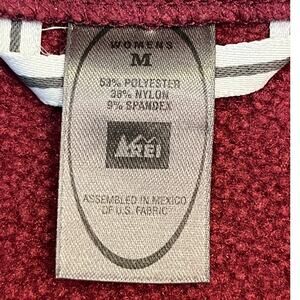 WOMENS
M
53% POLYESTER
38% NYLON
9% SPANDEX
REI
ASSEMBLED IN MEXICO
OF U.S. FABRIC